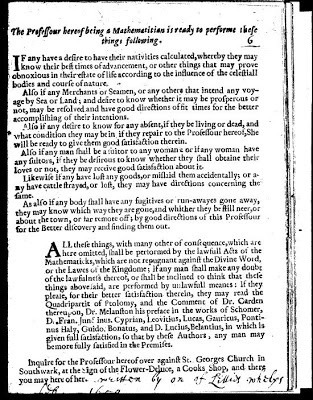 The Professour hereof being a Mathematitian is ready to performe these
things following.
6
IF any have a desire to have their nativities calculated, whereby they may
know their best times of advancement, or other things that may prove
obnoxious in their estate of life according to the influence of the celestiall
bodies and course of nature.
Also if any Merchants or Seamen, or any others that intend any voy-
age by Sea or Land; and desire to know whether it may be prosperous or
not, may be resolved and have good directions of fit times for the better
accomplishing of their intentions.
Also if any desire to know for any absent, if they be living or dead, and
what condition they may be in, if they repair to the Professour hereof, She
will be ready to give them good satisfaction therein.
Also if any man shall be a suitor to any woman or if any woman have
any suitors, if they be desirous to know whether they shall obtaine their
loves or not, they may receive good satisfaction about it.
Likewise if any have lost any goods, or mislaid them accidentally; or a-
ny have cattle strayed, or lost, they may have directions concerning the
same.
As also if any body shall have any fugitives or run-awayes gone away,
they may know which way they are gone, and whether they be still neer, or
about the town, or far remote off; by good directions of this Professour
for the Better discovery and finding them out.
ALL these things, with many other of consequence, which are
here omitted, shall be performed by the lawfull Acts of the
Mathematicks, which are not repugnant against the Divine Word,
or the Lawes of the Kingdome; if any man shall make any doubt
of the lawfulnesse thereof, or shall be inclined to think that these
things abovesaid, are performed by unlawfull means: if they
please, for their better satisfaction therein, they may read the
Quadripartit of Ptolomy, and the Comment of Dr. Carden
thereupon, Dr. Melancthon his preface in the works of Schoner,
D. Fran. Junctinus Cyprian, Leovitius, Lucas, Gauricus, Ponti-
nus Haly, Guido, Bonatus, and D. Lucius, Belantius, in which is
given full satisfaction, so that by these Authors, any man may
be more fully satisfied in the Premises.
Inquire for the Professour hereof over against St. Georges Church in
Southwark, at the sign of the Flower-Deluce, a Cooks Shop, and there
you may here of her. written by on of Lillies whelps